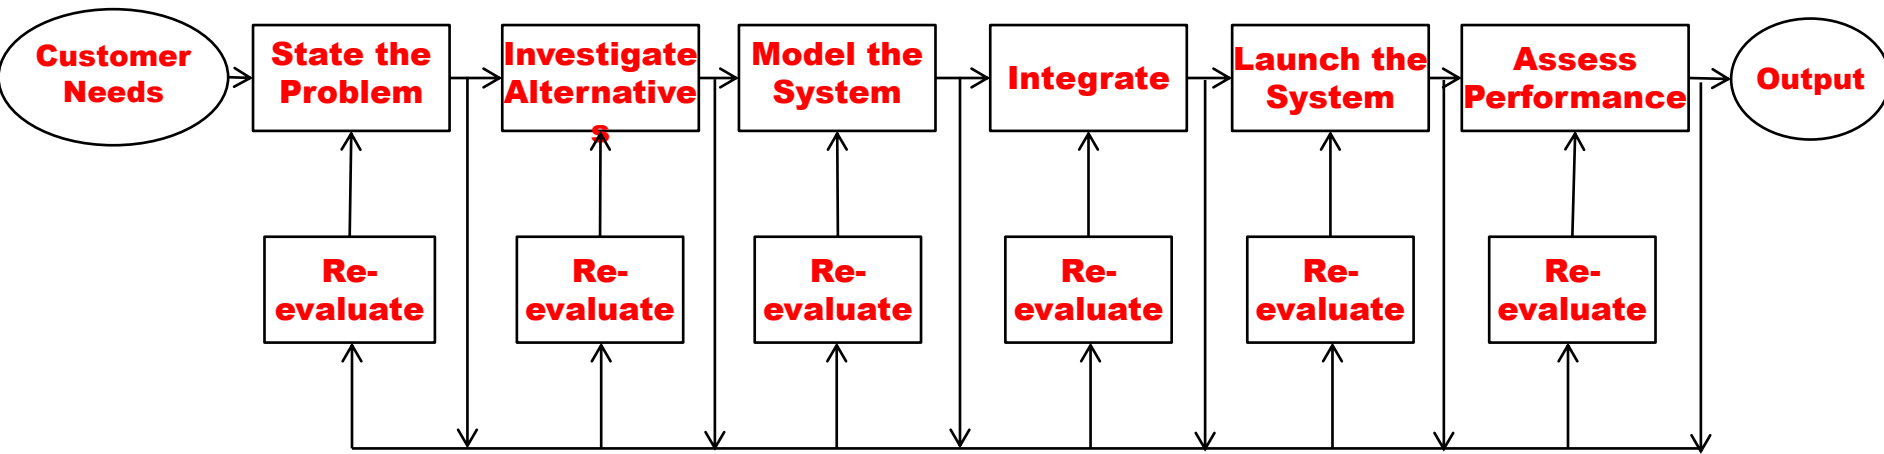 Customer
Needs
State the
Problem
Investigate
Alternative
s
Model the
System
Integrate
Launch the
System
Assess
Performance
Output
Re-
evaluate
Re-
evaluate
Re-
evaluate
Re-
evaluate
Re-
evaluate
Re-
evaluate